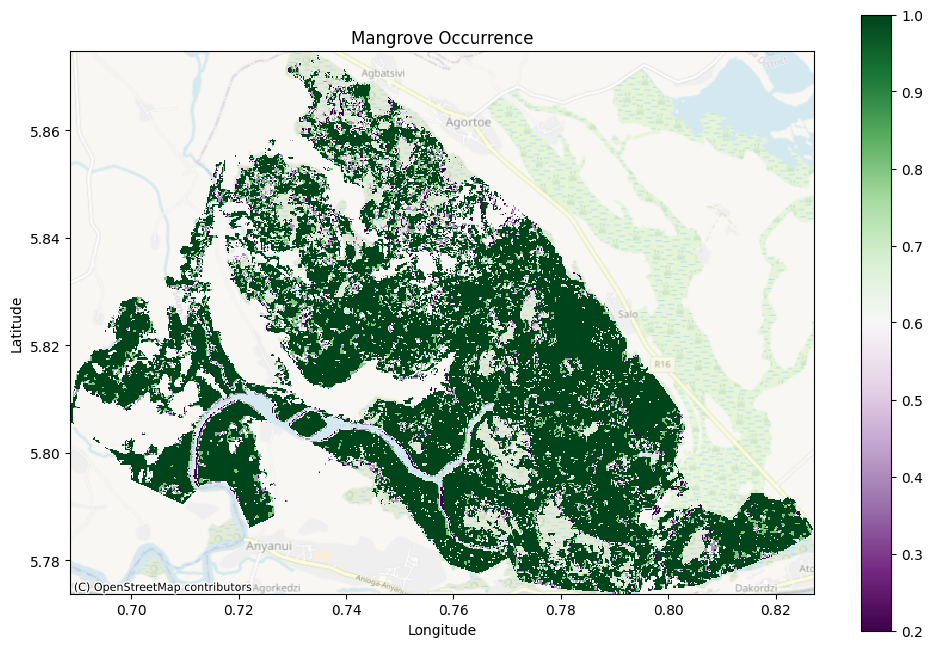 Mangrove Occurrence
1.0
0.9
0.8
0.7
0.6
0.5
0.4
0.3
0.2
Latitude
5.86
5.84
5.82
5.80
5.78
Agbatsivi
Agortoe
Salo
R16
Anyanui
Agorkedzi
Dakordzi
(C) OpenStreetMap contributors
0.70 0.72 0.74 0.76 0.78 0.80 0.82
Longitude